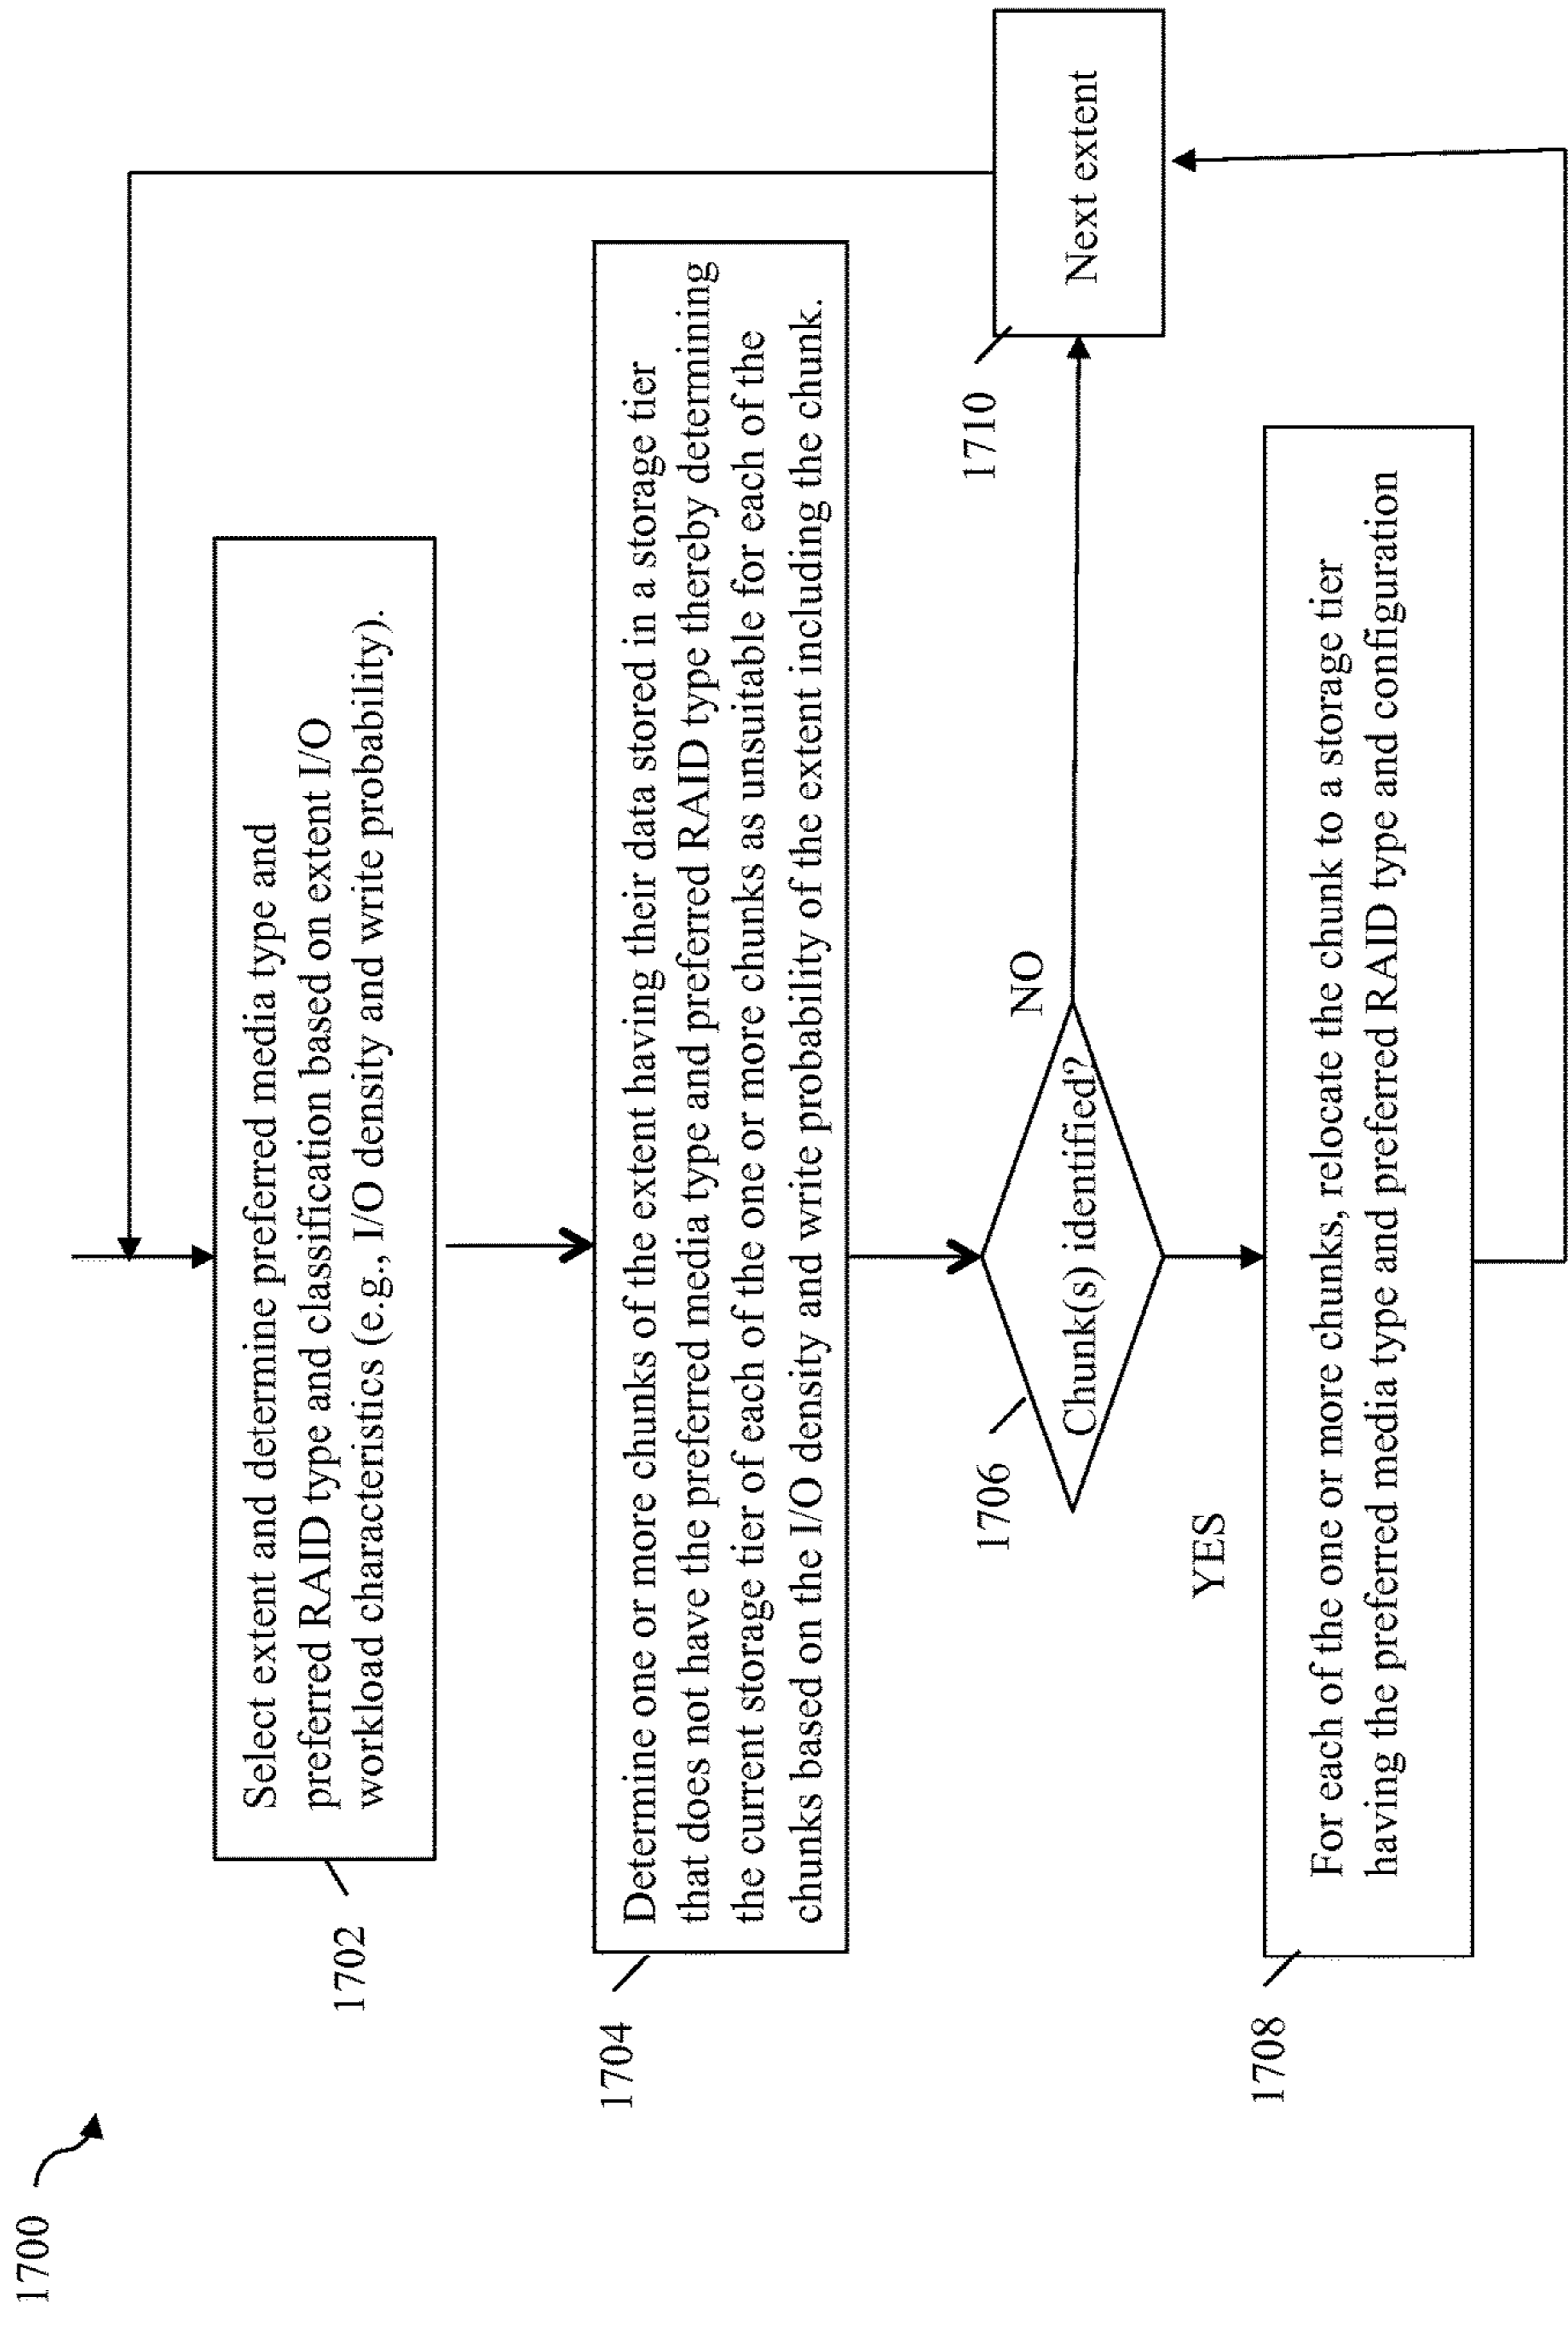 1700
1702
Select extent and determine preferred media type and
preferred RAID type and classification based on extent I/O
workload characteristics (e.g., I/O density and write probability).
1704
Determine one or more chunks of the extent having their data stored in a storage tier
that does not have the preferred media type and preferred RAID type thereby determining
the current storage tier of each of the one or more chunks as unsuitable for each of the
chunks based on the I/O density and write probability of the extent including the chunk.
1706
Chunk(s) identified?
NO
1710
Next extent
YES
1708
For each of the one or more chunks, relocate the chunk to a storage tier
having the preferred media type and preferred RAID type and configuration